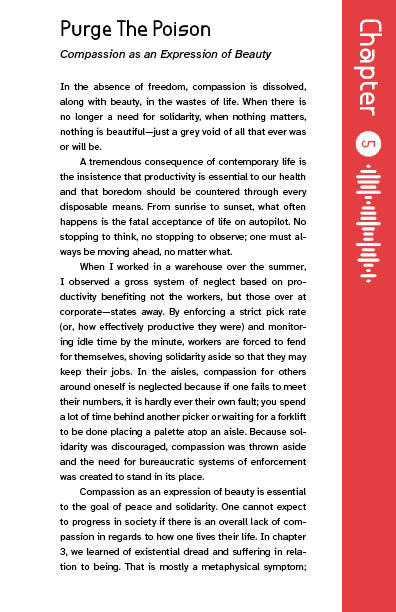 Purge The Poison
Compassion as an Expression of Beauty
In the absence of freedom, compassion is dissolved,
along with beauty, in the wastes of life. When there is
no longer a need for solidarity, when nothing matters,
nothing is beautiful—just a grey void of all that ever was
or will be.
A tremendous consequence of contemporary life is
the insistence that productivity is essential to our health
and that boredom should be countered through every
disposable means. From sunrise to sunset, what often
happens is the fatal acceptance of life on autopilot. No
stopping to think, no stopping to observe; one must al-
ways be moving ahead, no matter what.
When I worked in a warehouse over the summer,
I observed a gross system of neglect based on pro-
ductivity benefiting not the workers, but those over at
corporate—states away. By enforcing a strict pick rate
(or, how effectively productive they were) and monitor-
ing idle time by the minute, workers are forced to fend
for themselves, shoving solidarity aside so that they may
keep their jobs. In the aisles, compassion for others
around oneself is neglected because if one fails to meet
their numbers, it is hardly ever their own fault; you spend
a lot of time behind another picker or waiting for a forklift
to be done placing a palette atop an aisle. Because sol-
idarity was discouraged, compassion was thrown aside
and the need for bureaucratic systems of enforcement
was created to stand in its place.
Compassion as an expression of beauty is essential
to the goal of peace and solidarity. One cannot expect
to progress in society if there is an overall lack of com-
passion in regards to how one lives their life. In chapter
3, we learned of existential dread and suffering in rela-
tion to being. That is mostly a metaphysical symptom;
Chapter 5